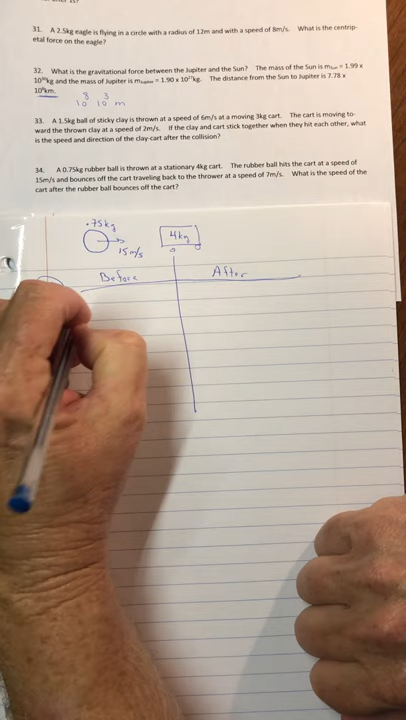 31. A 2.5kg eagle is flying in a circle with a radius of 12m and with a speed of 8m/s. What is the centrip-
etal force on the eagle?
32. What is the gravitational force between the Jupiter and the Sun? The mass of the Sun is mSun = 1.99 x
10³⁰kg and the mass of Jupiter is mJupiter = 1.90 x 10²⁷kg. The distance from the Sun to Jupiter is 7.78 x
10⁸km.
10⁸ 10³ m
33. A 1.5kg ball of sticky clay is thrown at a speed of 6m/s at a moving 3kg cart. The cart is moving to-
ward the thrown clay at a speed of 2m/s. If the clay and cart stick together when they hit each other, what
is the speed and direction of the clay-cart after the collision?
34. A 0.75kg rubber ball is thrown at a stationary 4kg cart. The rubber ball hits the cart at a speed of
15m/s and bounces off the cart traveling back to the thrower at a speed of 7m/s. What is the speed of the
cart after the rubber ball bounces off the cart?
.75kg
4kg
15m/s
Before After